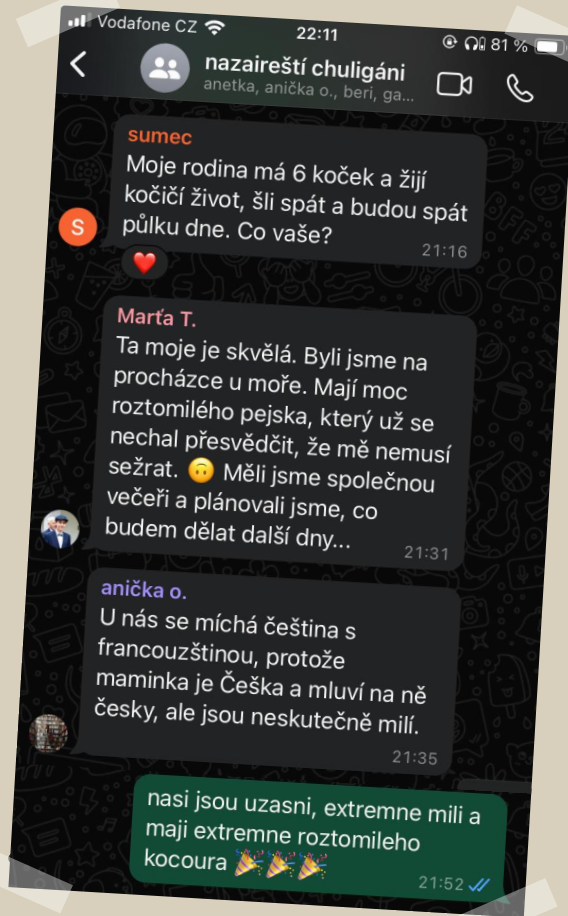 Vodafone CZ
22:11
81 %
nazaireští chuligáni
anetka, anička o., beri, ga...
sumec
Moje rodina má 6 koček a žijí
kočičí život, šli spát a budou spát
půlku dne. Co vaše?
21:16
S
❤️
Marťa T.
Ta moje je skvělá. Byli jsme na
procházce u moře. Mají moc
roztomilého pejska, který už se
nechal přesvědčit, že mě nemusí
sežrat. 🙃 Měli jsme společnou
večeři a plánovali jsme, co
budem dělat další dny...
21:31
anička o.
U nás se míchá čeština s
francouzštinou, protože
maminka je Češka a mluví na ně
česky, ale jsou neskutečně milí.
21:35
nasi jsou uzasni, extremne mili a
maji extremne roztomileho
kocoura 🎉🎉🎉
21:52